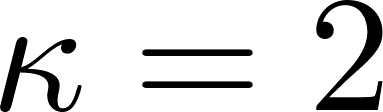 κ = 2